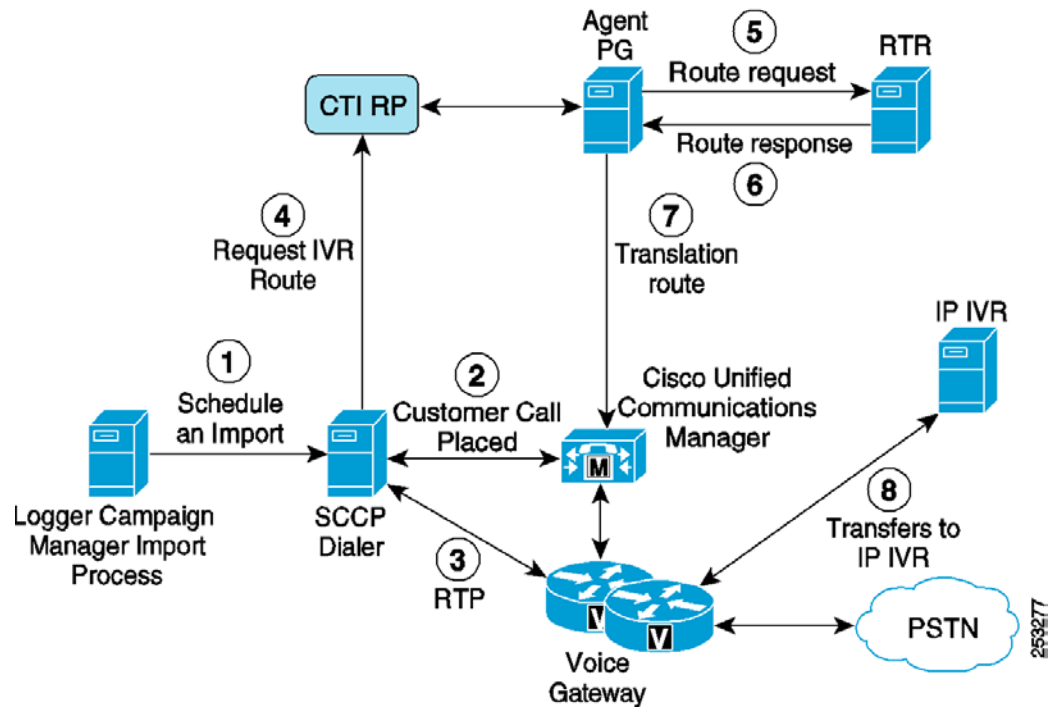 Agent
PG
5
Route request
RTR
CTI RP
Route response
6
4
Request IVR
Route
7
Translation
route
IP IVR
1
Schedule
an Import
2
Customer Call
Placed
Cisco Unified
Communications
Manager
M
8
Transfers to
IP IVR
Logger Campaign
Manager Import
Process
SCCP
Dialer
3
RTP
V
V
Voice
Gateway
PSTN
253277